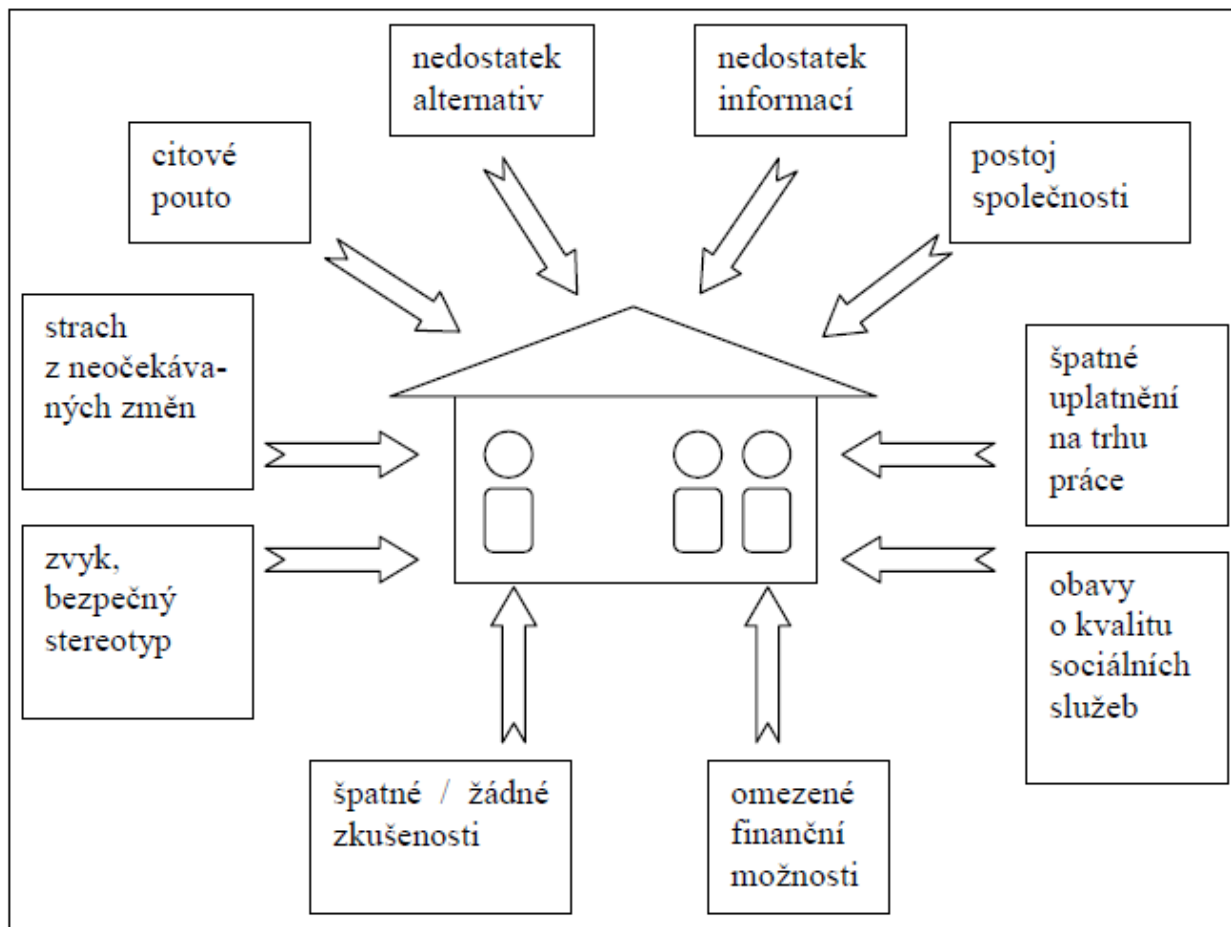 nedostatek
alternativ
nedostatek
informací
citové
pouto
postoj
společnosti
strach
z neočekáva-
ných změn
špatné
uplatnění
na trhu
práce
zvyk,
bezpečný
stereotyp
obavy
o kvalitu
sociálních
služeb
špatné / žádné
zkušenosti
omezené
finanční
možnosti